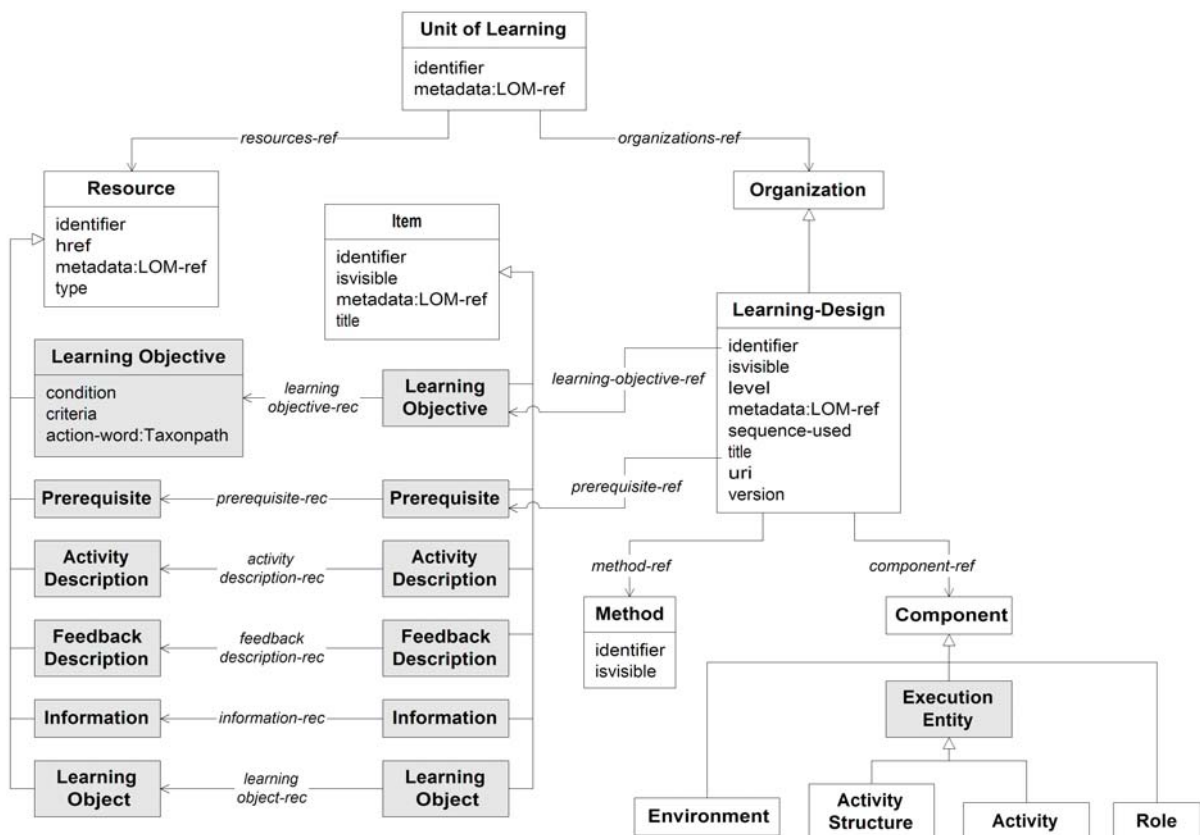 Unit of Learning
identifier
metadata:LOM-ref
resources-ref
organizations-ref
Resource
identifier
href
metadata:LOM-ref
type
Item
identifier
isvisible
metadata:LOM-ref
title
Organization
Learning-Design
identifier
isvisible
level
metadata:LOM-ref
sequence-used
title
uri
version
Learning Objective
condition
criteria
action-word:Taxonpath
learning
objective-rec
Learning
Objective
learning-objective-ref
Prerequisite
prerequisite-rec
Prerequisite
prerequisite-ref
Activity
Description
activity
description-rec
Activity
Description
method-ref
component-ref
Method
identifier
isvisible
Component
Feedback
Description
feedback
description-rec
Feedback
Description
Execution
Entity
Information
information-rec
Information
Learning
Object
learning
object-rec
Learning
Object
Environment
Activity
Structure
Activity
Role